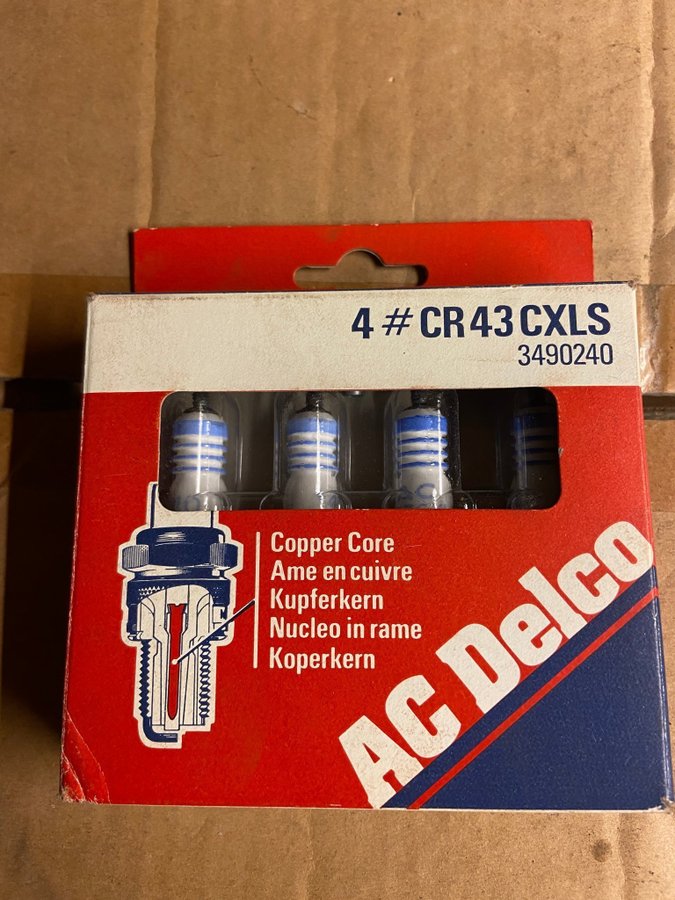 4 # CR43CXLS
3490240
Copper Core
Ame en cuivre
Kupferkern
Nucleo in rame
Koperkern
AC Delco